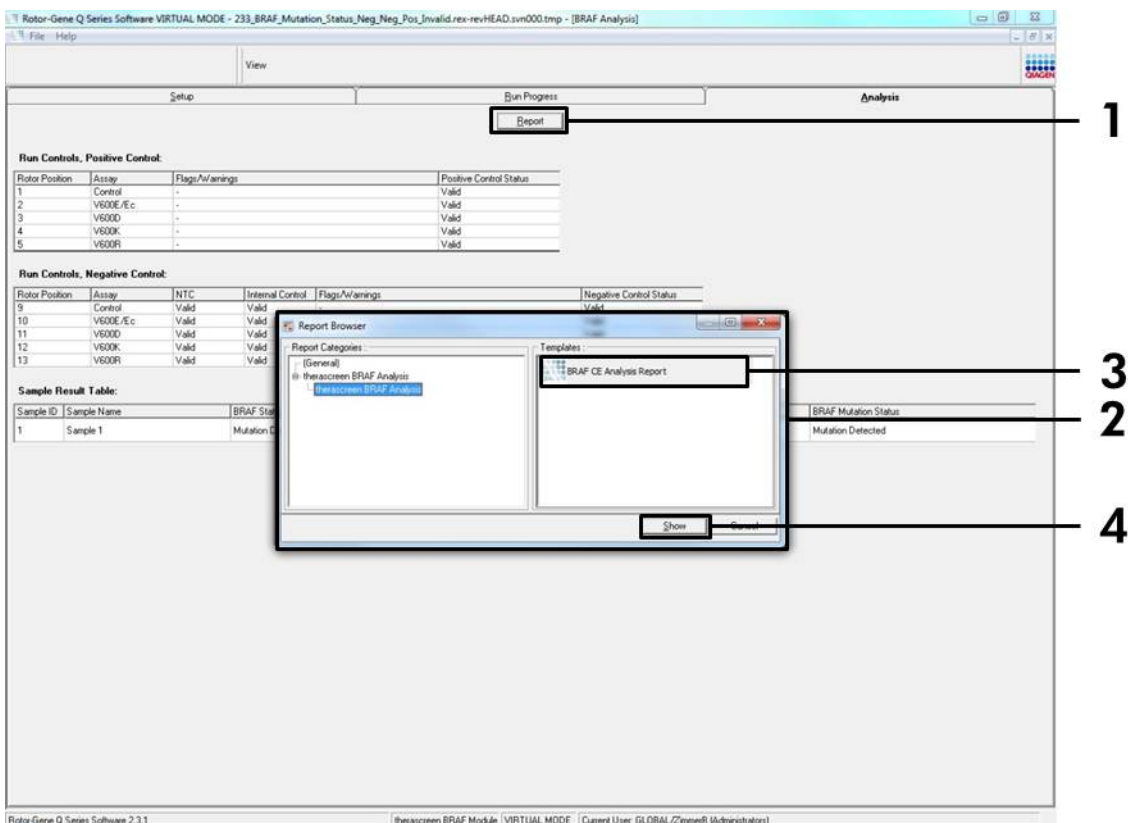 Rotor-Gene Q Series Software VIRTUAL MODE - 233_BRAF_Mutation_Status_Neg_Neg_Pos_Invalid.rex-revHEAD.svn000.tmp - [BRAF Analysis]
File Help
View
QIAGEN
Setup Run Progress Analysis
Report 1
Run Controls, Positive Control:
Rotor Position Assay Flags/Warnings Positive Control Status
1 Control - Valid
2 V600E/Ec - Valid
3 V600D - Valid
4 V600K - Valid
5 V600R - Valid
Run Controls, Negative Control:
Rotor Position Assay NTC Internal Control Flags/Warnings Negative Control Status
9 Control Valid Valid - Valid
10 V600E/Ec Valid Valid
11 V600D Valid Valid
12 V600K Valid Valid
13 V600R Valid Valid
Report Browser
Report Categories : Templates :
(General)
therascreen BRAF Analysis
therascreen BRAF Analysis
BRAF CE Analysis Report 3
Sample Result Table:
Sample ID Sample Name BRAF BRAF Mutation Status 2
1 Sample 1 Mutation Mutation Detected
Show Cancel 4
Rotor-Gene Q Series Software 2.3.1 therascreen BRAF Module VIRTUAL MODE Current User: GLOBAL/ZimmerB (Administrators)